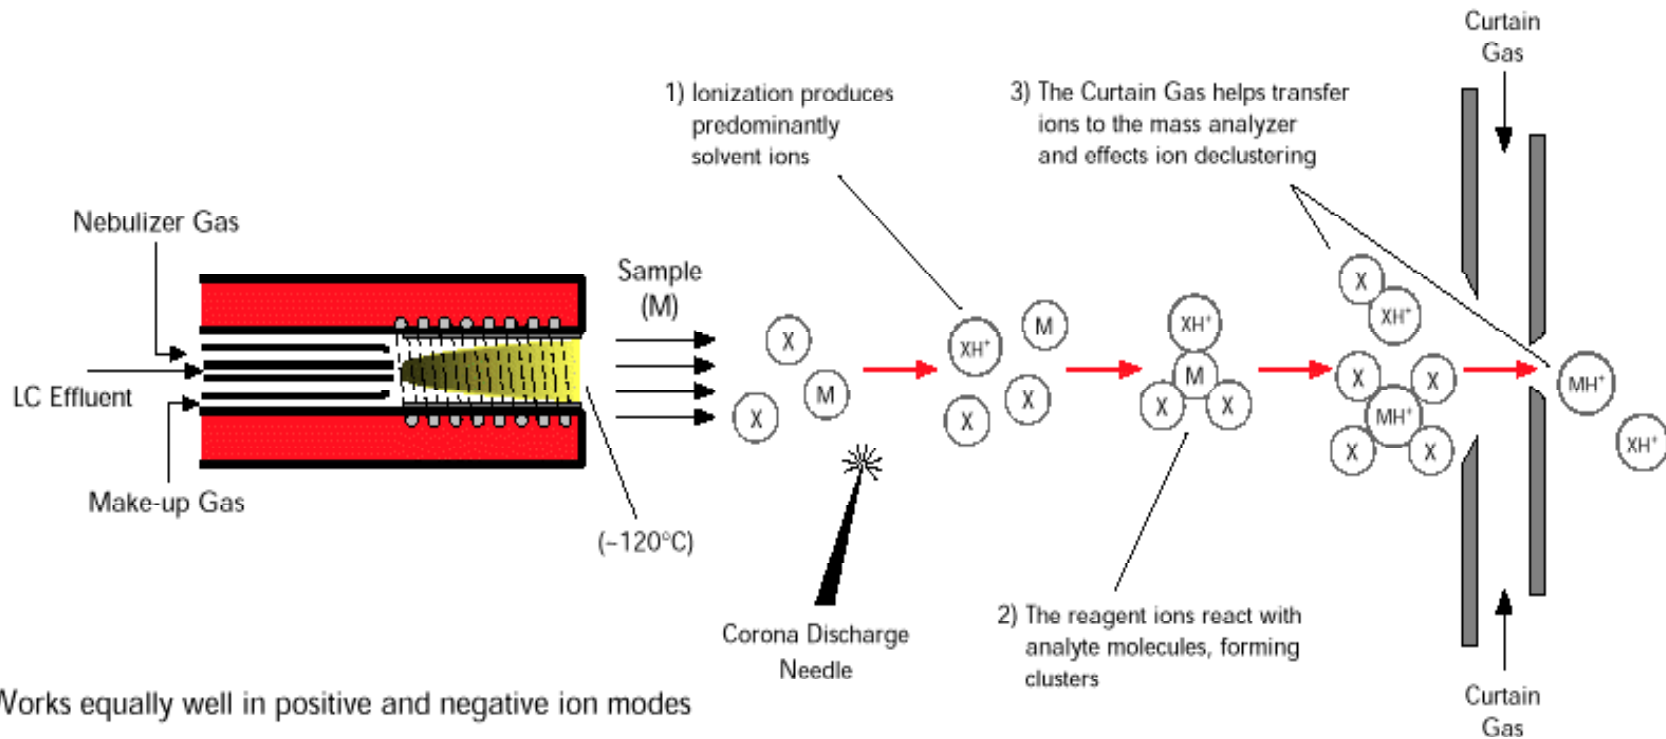 Curtain
Gas
1) Ionization produces
predominantly
solvent ions
3) The Curtain Gas helps transfer
ions to the mass analyzer
and effects ion declustering
Nebulizer Gas
Sample
(M)
LC Effluent
Make-up Gas
(~120°C)
X
M
X
XH⁺
M
X
X
XH⁺
M
X
X
X
XH⁺
X
X
MH⁺
X
X
MH⁺
XH⁺
Corona Discharge
Needle
2) The reagent ions react with
analyte molecules, forming
clusters
Curtain
Gas
Works equally well in positive and negative ion modes